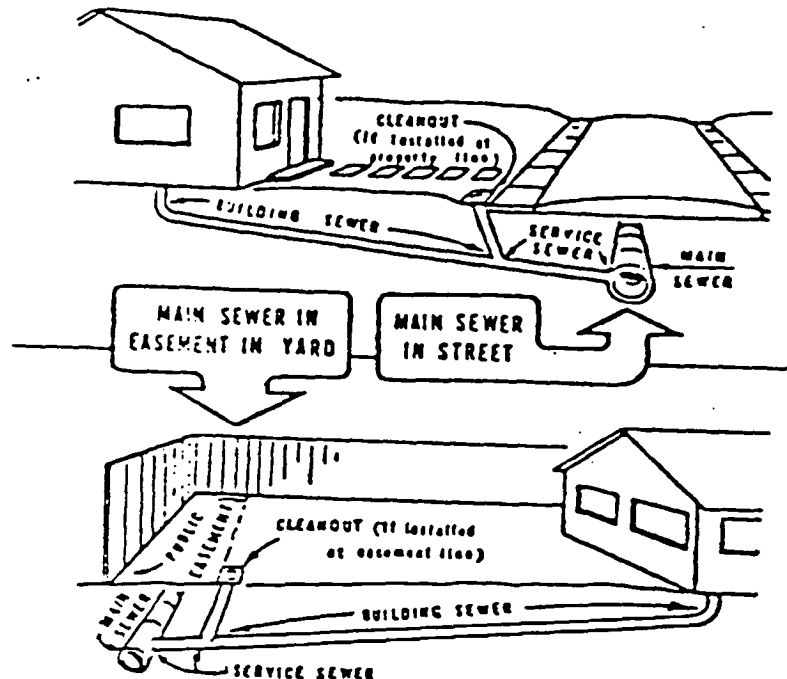 CLEANOUT
(If installed at
property line)
BUILDING SEWER
SERVICE
SEWER
MAIN
SEWER
MAIN SEWER IN
EASEMENT IN YARD
MAIN SEWER
IN STREET
PUBLIC
EASEMENT
CLEANOUT (If installed
at easement line)
MAIN
SEWER
BUILDING SEWER
SERVICE SEWER